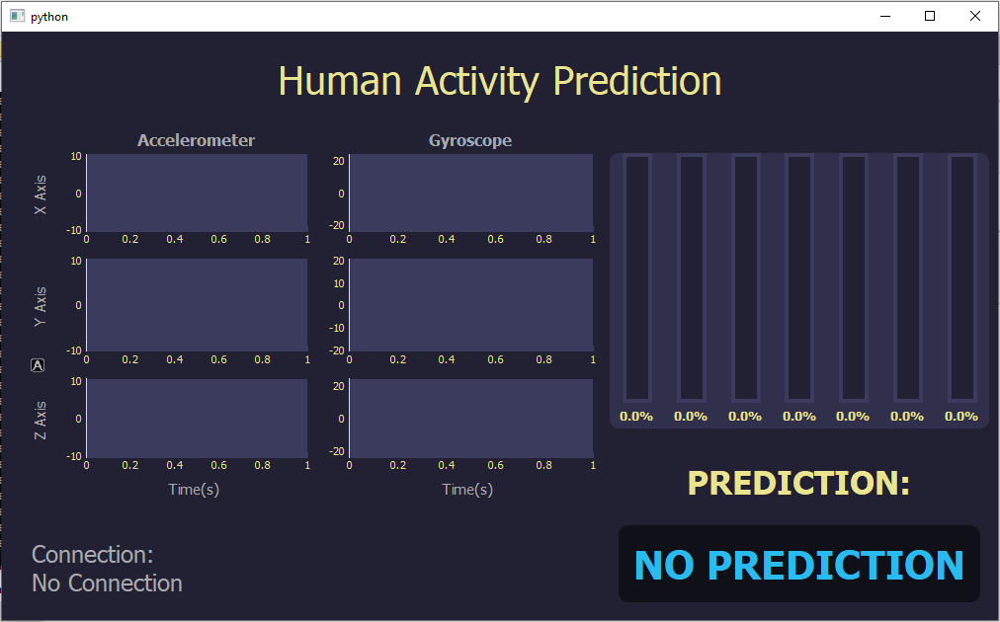 python
Human Activity Prediction
Accelerometer
Gyroscope
X Axis
10
0
-10
0 0.2 0.4 0.6 0.8 1
20
0
-20
0 0.2 0.4 0.6 0.8 1
Y Axis
10
0
-10
0 0.2 0.4 0.6 0.8 1
20
10
0
-10
-20
0 0.2 0.4 0.6 0.8 1
A
Z Axis
10
0
-10
0 0.2 0.4 0.6 0.8 1
Time(s)
20
0
-20
0 0.2 0.4 0.6 0.8 1
Time(s)
0.0% 0.0% 0.0% 0.0% 0.0% 0.0% 0.0%
PREDICTION:
NO PREDICTION
Connection:
No Connection